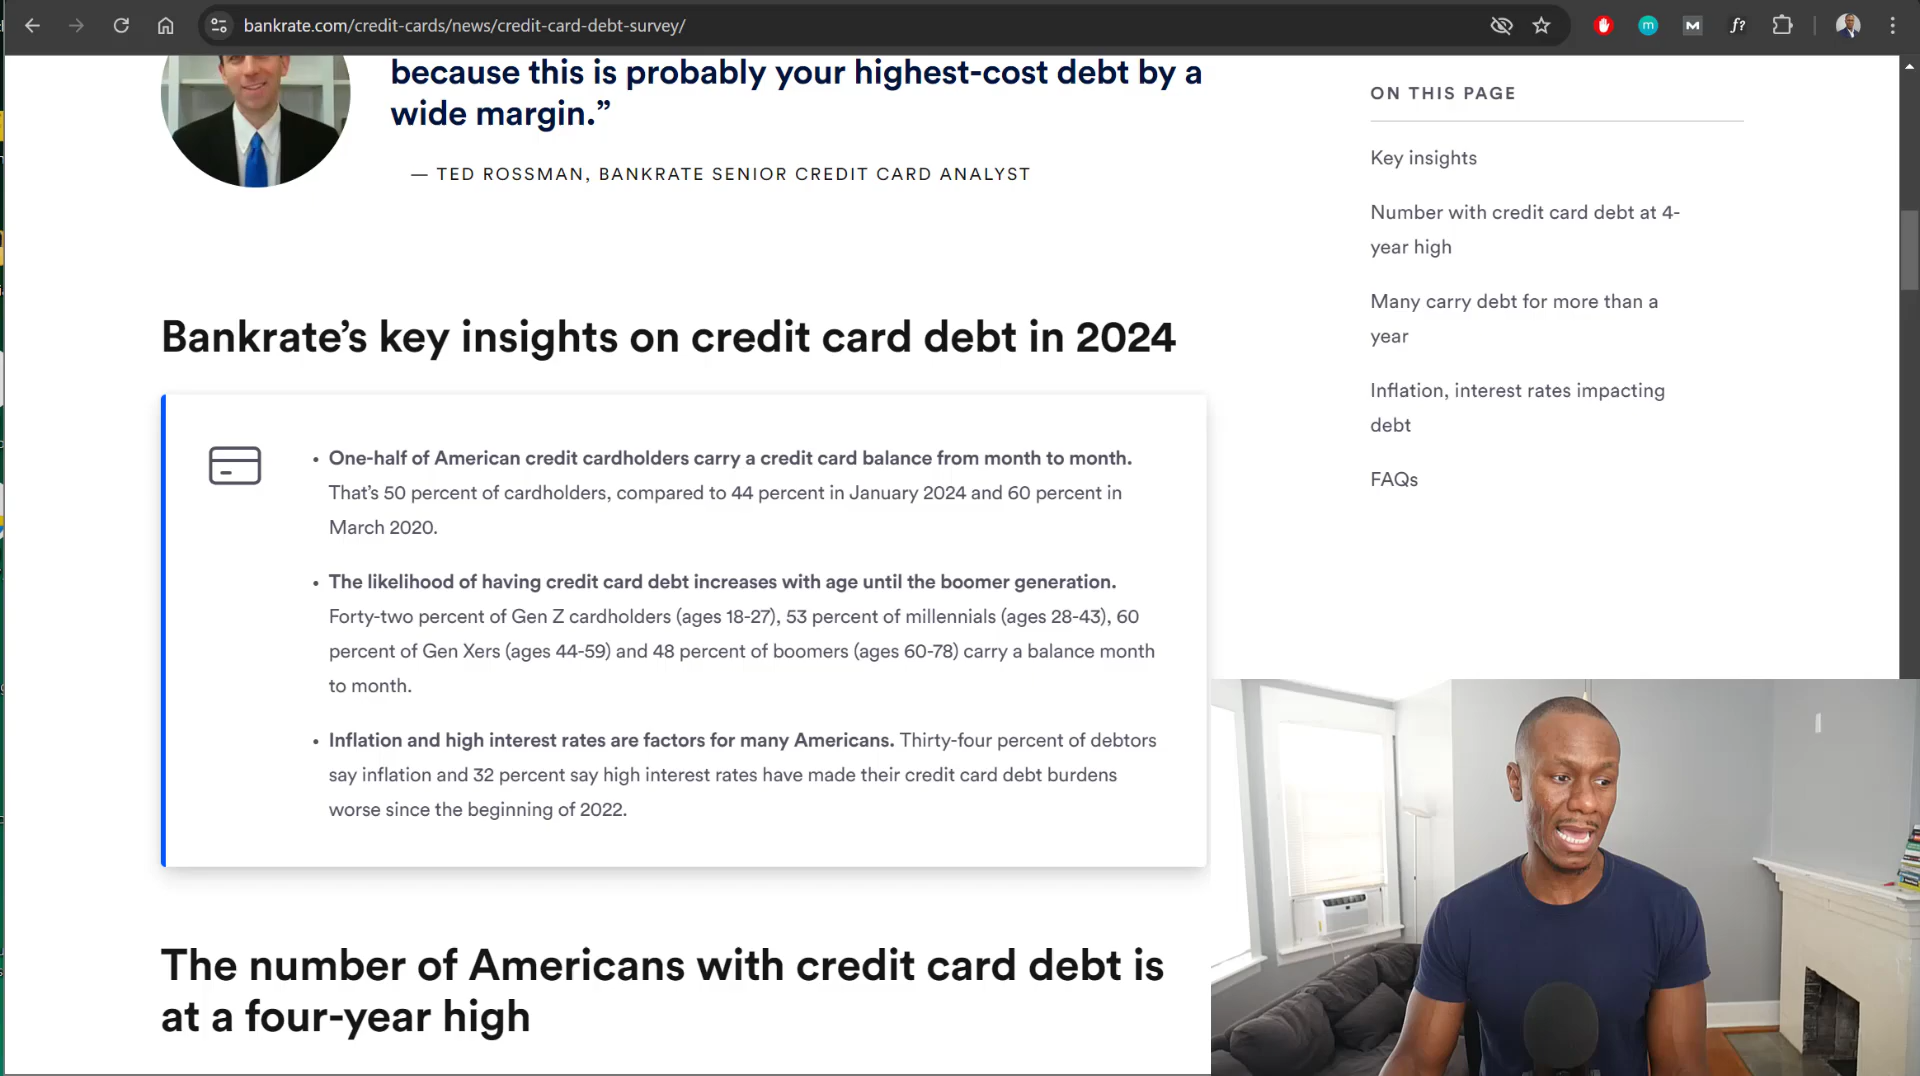 bankrate.com/credit-cards/news/credit-card-debt-survey/
because this is probably your highest-cost debt by a
wide margin.”
— TED ROSSMAN, BANKRATE SENIOR CREDIT CARD ANALYST
Bankrate’s key insights on credit card debt in 2024
• One-half of American credit cardholders carry a credit card balance from month to month.
That’s 50 percent of cardholders, compared to 44 percent in January 2024 and 60 percent in
March 2020.
• The likelihood of having credit card debt increases with age until the boomer generation.
Forty-two percent of Gen Z cardholders (ages 18-27), 53 percent of millennials (ages 28-43), 60
percent of Gen Xers (ages 44-59) and 48 percent of boomers (ages 60-78) carry a balance month
to month.
• Inflation and high interest rates are factors for many Americans. Thirty-four percent of debtors
say inflation and 32 percent say high interest rates have made their credit card debt burdens
worse since the beginning of 2022.
The number of Americans with credit card debt is
at a four-year high
ON THIS PAGE
Key insights
Number with credit card debt at 4-
year high
Many carry debt for more than a
year
Inflation, interest rates impacting
debt
FAQs
m
M
f?